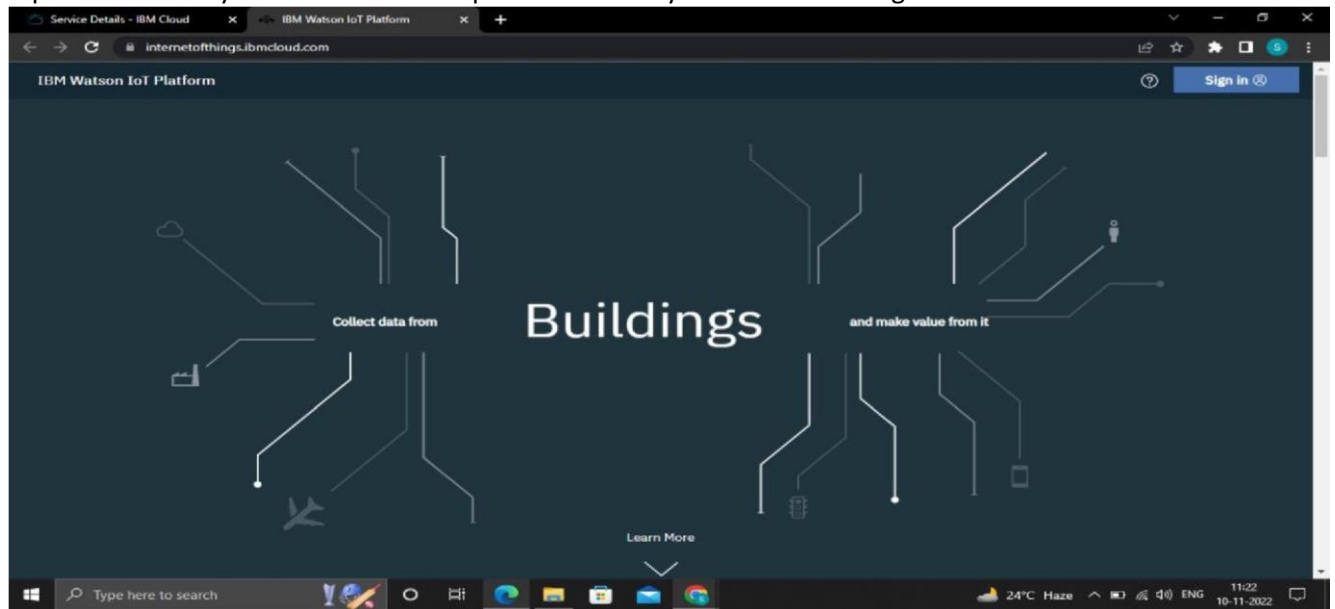 Service Details - IBM Cloud
IBM Watson IoT Platform
internetofthings.ibmcloud.com
S
IBM Watson IoT Platform
Sign in
Collect data from
Buildings
and make value from it
Learn More
Type here to search
24°C Haze
ENG
11:22
10-11-2022